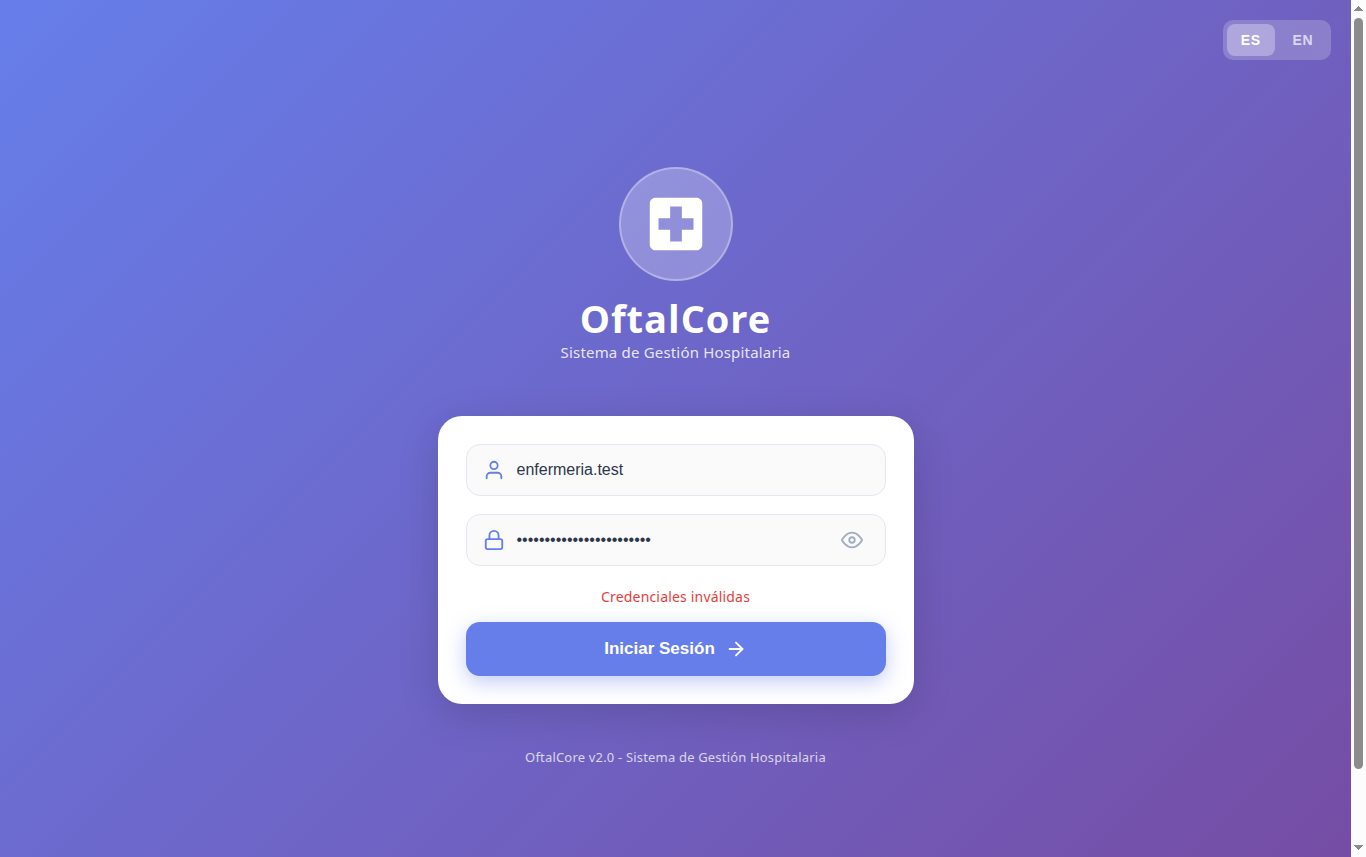 ES EN
OftalCore
Sistema de Gestión Hospitalaria
enfermeria.test
••••••••••••••••••••••••
Credenciales inválidas
Iniciar Sesión →
OftalCore v2.0 - Sistema de Gestión Hospitalaria